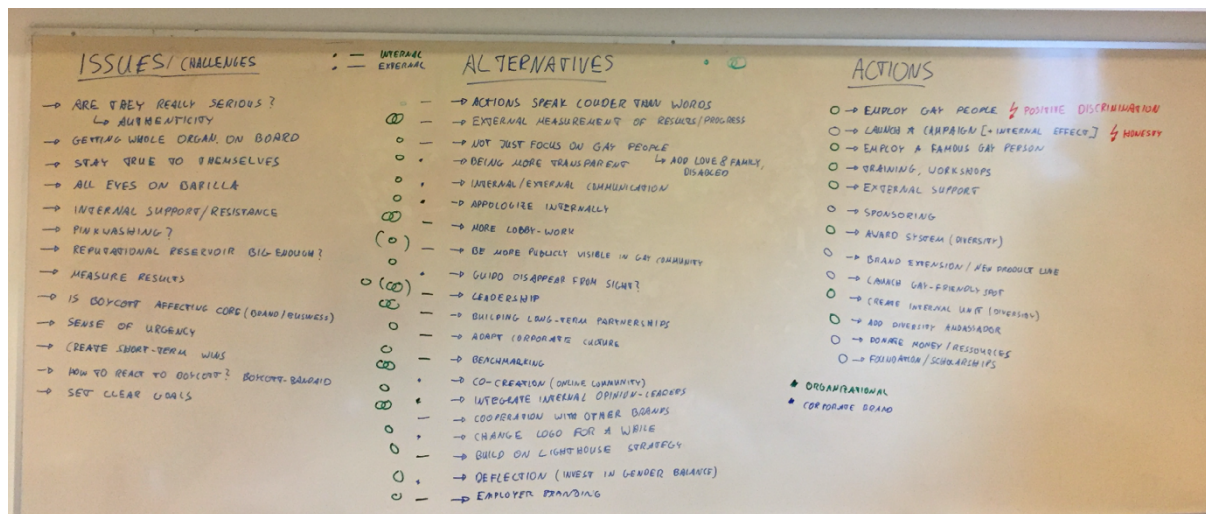 ISSUES/CHALLENGES
→ ARE THEY REALLY SERIOUS?
↳ AUTHENTICITY
→ GETTING WHOLE ORGAN. ON BOARD
→ STAY TRUE TO THEMSELVES
→ ALL EYES ON BARILLA
→ INTERNAL SUPPORT/RESISTANCE
→ PINKWASHING?
→ REPUTATIONAL RESERVOIR BIG ENOUGH?
→ MEASURE RESULTS
→ IS BOYCOTT AFFECTING CORE (BRAND/BUSINESS)
→ SENSE OF URGENCY
→ CREATE SHORT-TERM WINS
→ HOW TO REACT TO BOYCOTT? BOYCOTT-BANDAID
→ SET CLEAR GOALS
INTERNAL
EXTERNAL
ALTERNATIVES
→ ACTIONS SPEAK LOUDER THAN WORDS
→ EXTERNAL MEASUREMENT OF RESULTS/PROGRESS
→ NOT JUST FOCUS ON GAY PEOPLE
↳ ADD LOVE & FAMILY, DISABLED
→ BEING MORE TRANSPARENT
→ INTERNAL/EXTERNAL COMMUNICATION
→ APPOLOGIZE INTERNALLY
→ MORE LOBBY-WORK
→ BE MORE PUBLICLY VISIBLE IN GAY COMMUNITY
→ GUIDO DISAPPEAR FROM SIGHT?
→ LEADERSHIP
→ BUILDING LONG-TERM PARTNERSHIPS
→ ADAPT CORPORATE CULTURE
→ BENCHMARKING
→ CO-CREATION (ONLINE COMMUNITY)
→ INTEGRATE INTERNAL OPINION-LEADERS
→ COOPERATION WITH OTHER BRANDS
→ CHANGE LOGO FOR A WHILE
→ BUILD ON LIGHTHOUSE STRATEGY
→ DEFLECTION (INVEST IN GENDER BALANCE)
→ EMPLOYER BRANDING
ACTIONS
→ EMPLOY GAY PEOPLE ↯ POSITIVE DISCRIMINATION
→ LAUNCH A CAMPAIGN [+ INTERNAL EFFECT] ↯ HONESTY
→ EMPLOY A FAMOUS GAY PERSON
→ TRAINING, WORKSHOPS
→ EXTERNAL SUPPORT
→ SPONSORING
→ AWARD SYSTEM (DIVERSITY)
→ BRAND EXTENSION/NEW PRODUCT LINE
→ LAUNCH GAY-FRIENDLY SPOT
→ CREATE INTERNAL UNIT (DIVERSITY)
→ ADD DIVERSITY AMBASSADOR
→ DONATE MONEY/RESSOURCES
→ FOUNDATION/SCHOLARSHIPS
ORGANIZATIONAL
CORPORATE BRAND